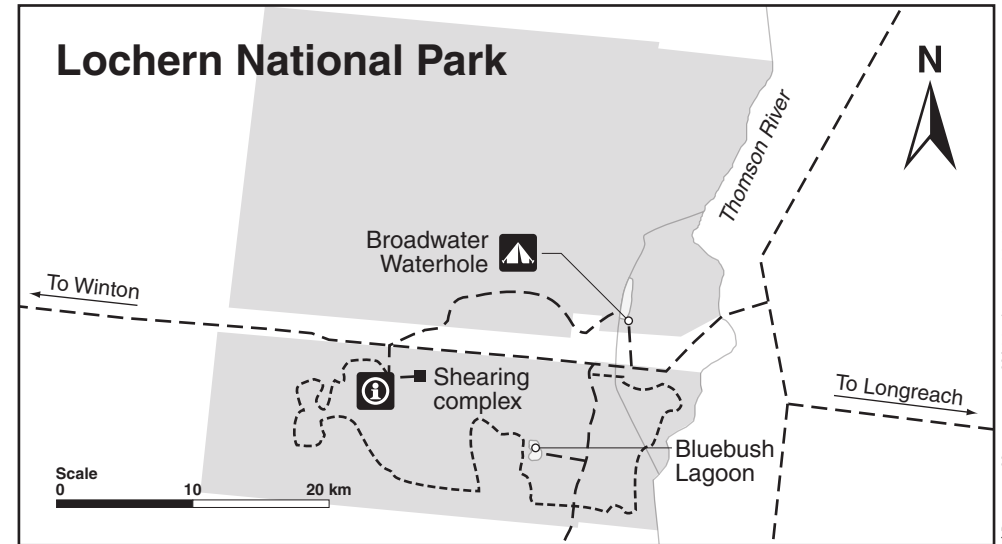 Lochern National Park
N
Thomson River
Broadwater
Waterhole
To Winton
Shearing
complex
To Longreach
Bluebush
Lagoon
Scale
0 10 20 km